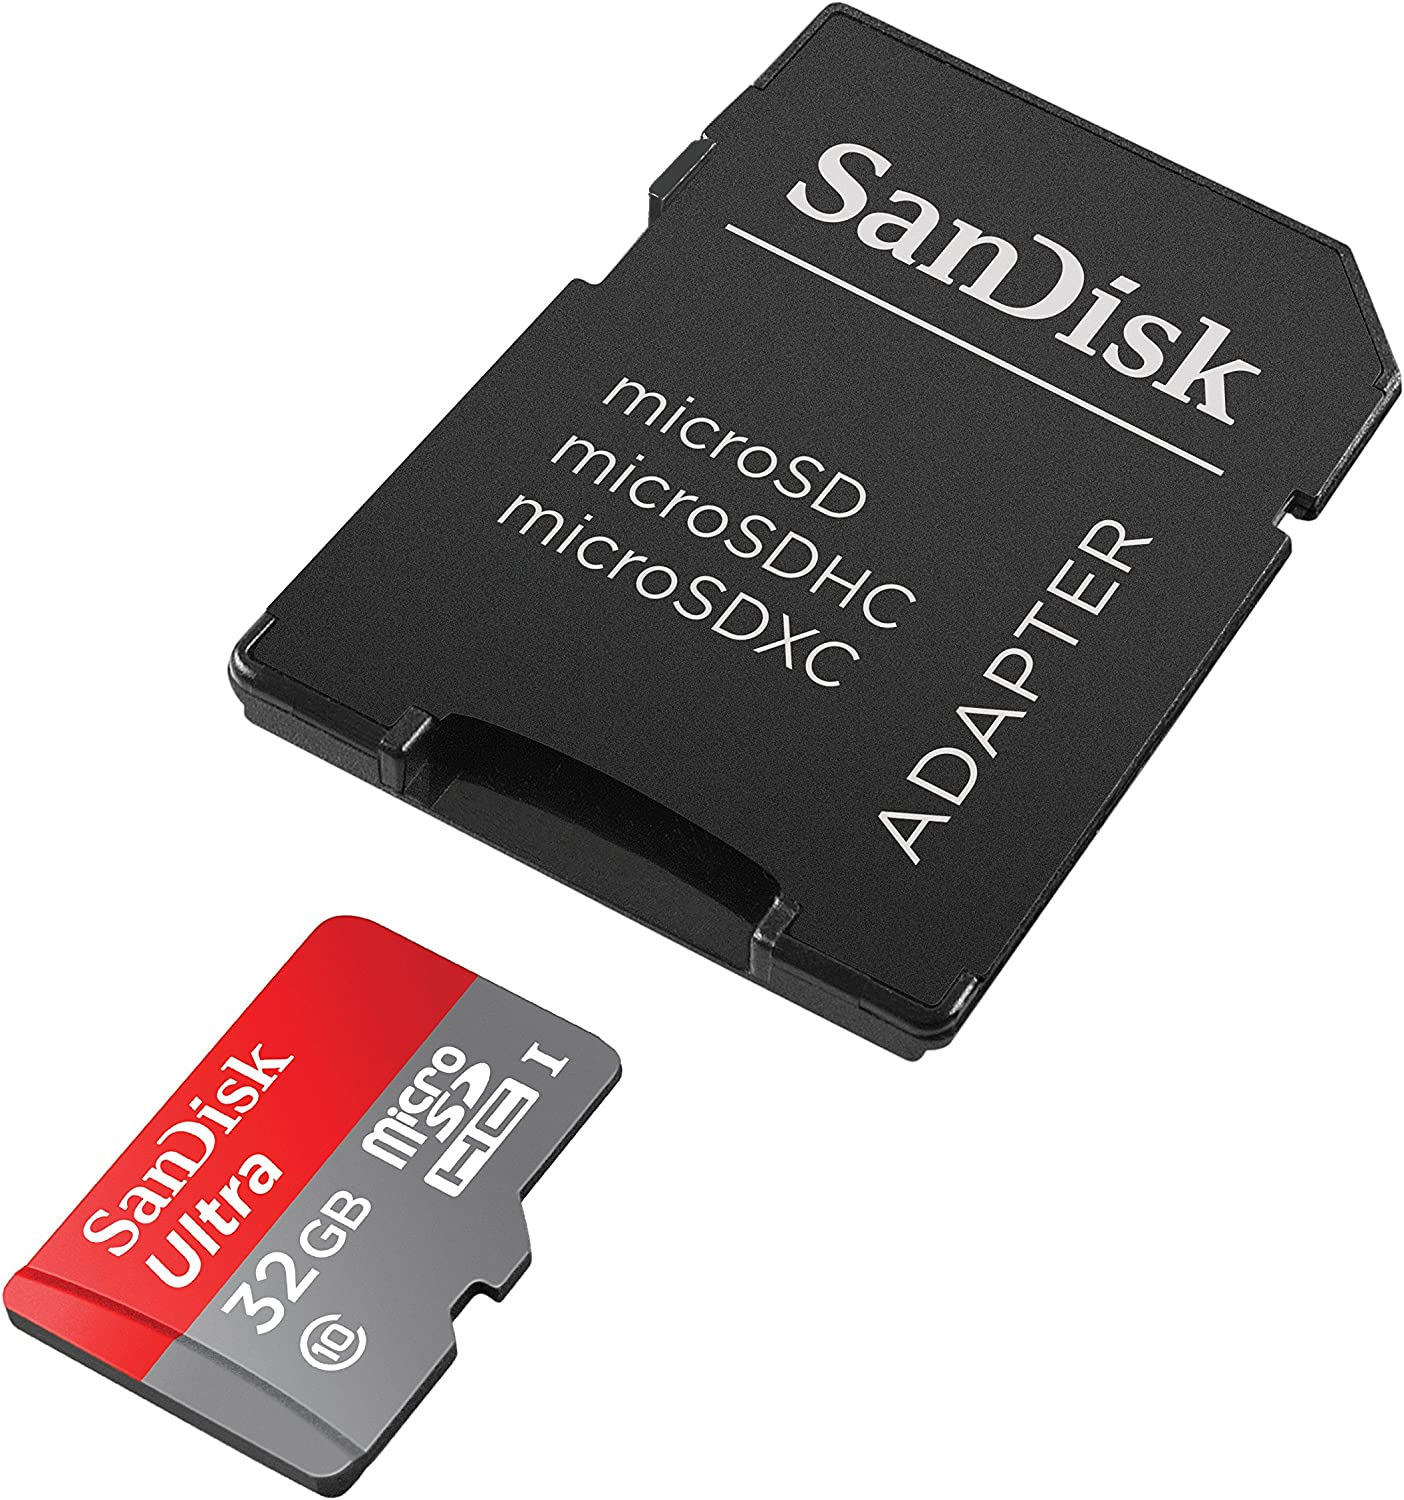 SanDisk
microSD
microSDHC
microSDXC
ADAPTER
SanDisk
Ultra
32GB
10
micro
SD
HC I